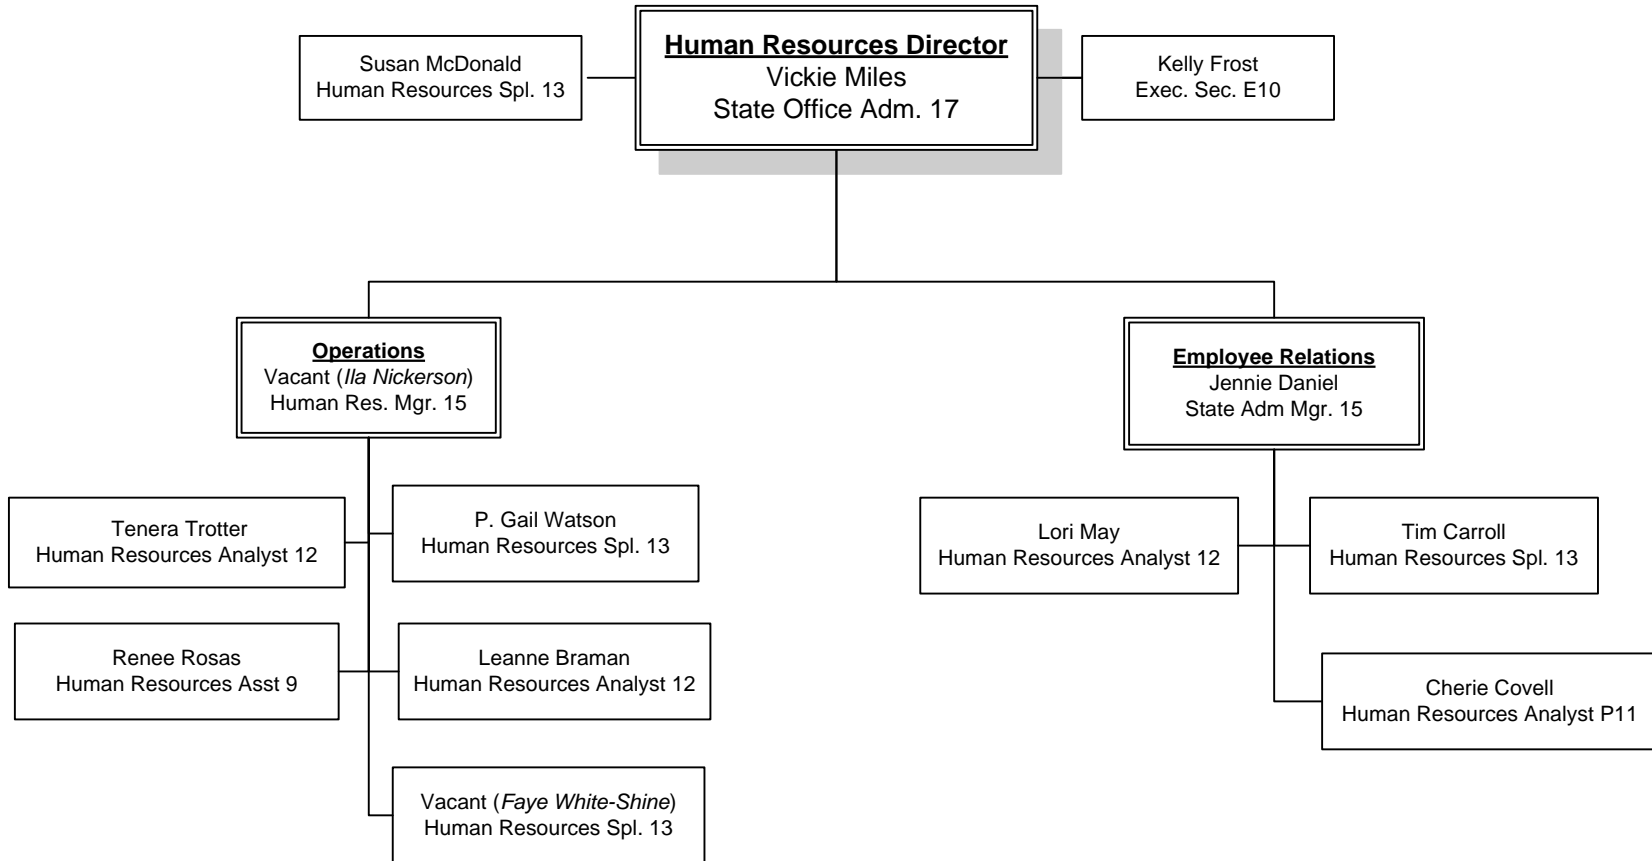 Human Resources Director
Vickie Miles
State Office Adm. 17
Susan McDonald
Human Resources Spl. 13
Kelly Frost
Exec. Sec. E10
Operations
Vacant (Ila Nickerson)
Human Res. Mgr. 15
Employee Relations
Jennie Daniel
State Adm Mgr. 15
Tenera Trotter
Human Resources Analyst 12
P. Gail Watson
Human Resources Spl. 13
Renee Rosas
Human Resources Asst 9
Leanne Braman
Human Resources Analyst 12
Vacant (Faye White-Shine)
Human Resources Spl. 13
Lori May
Human Resources Analyst 12
Tim Carroll
Human Resources Spl. 13
Cherie Covell
Human Resources Analyst P11